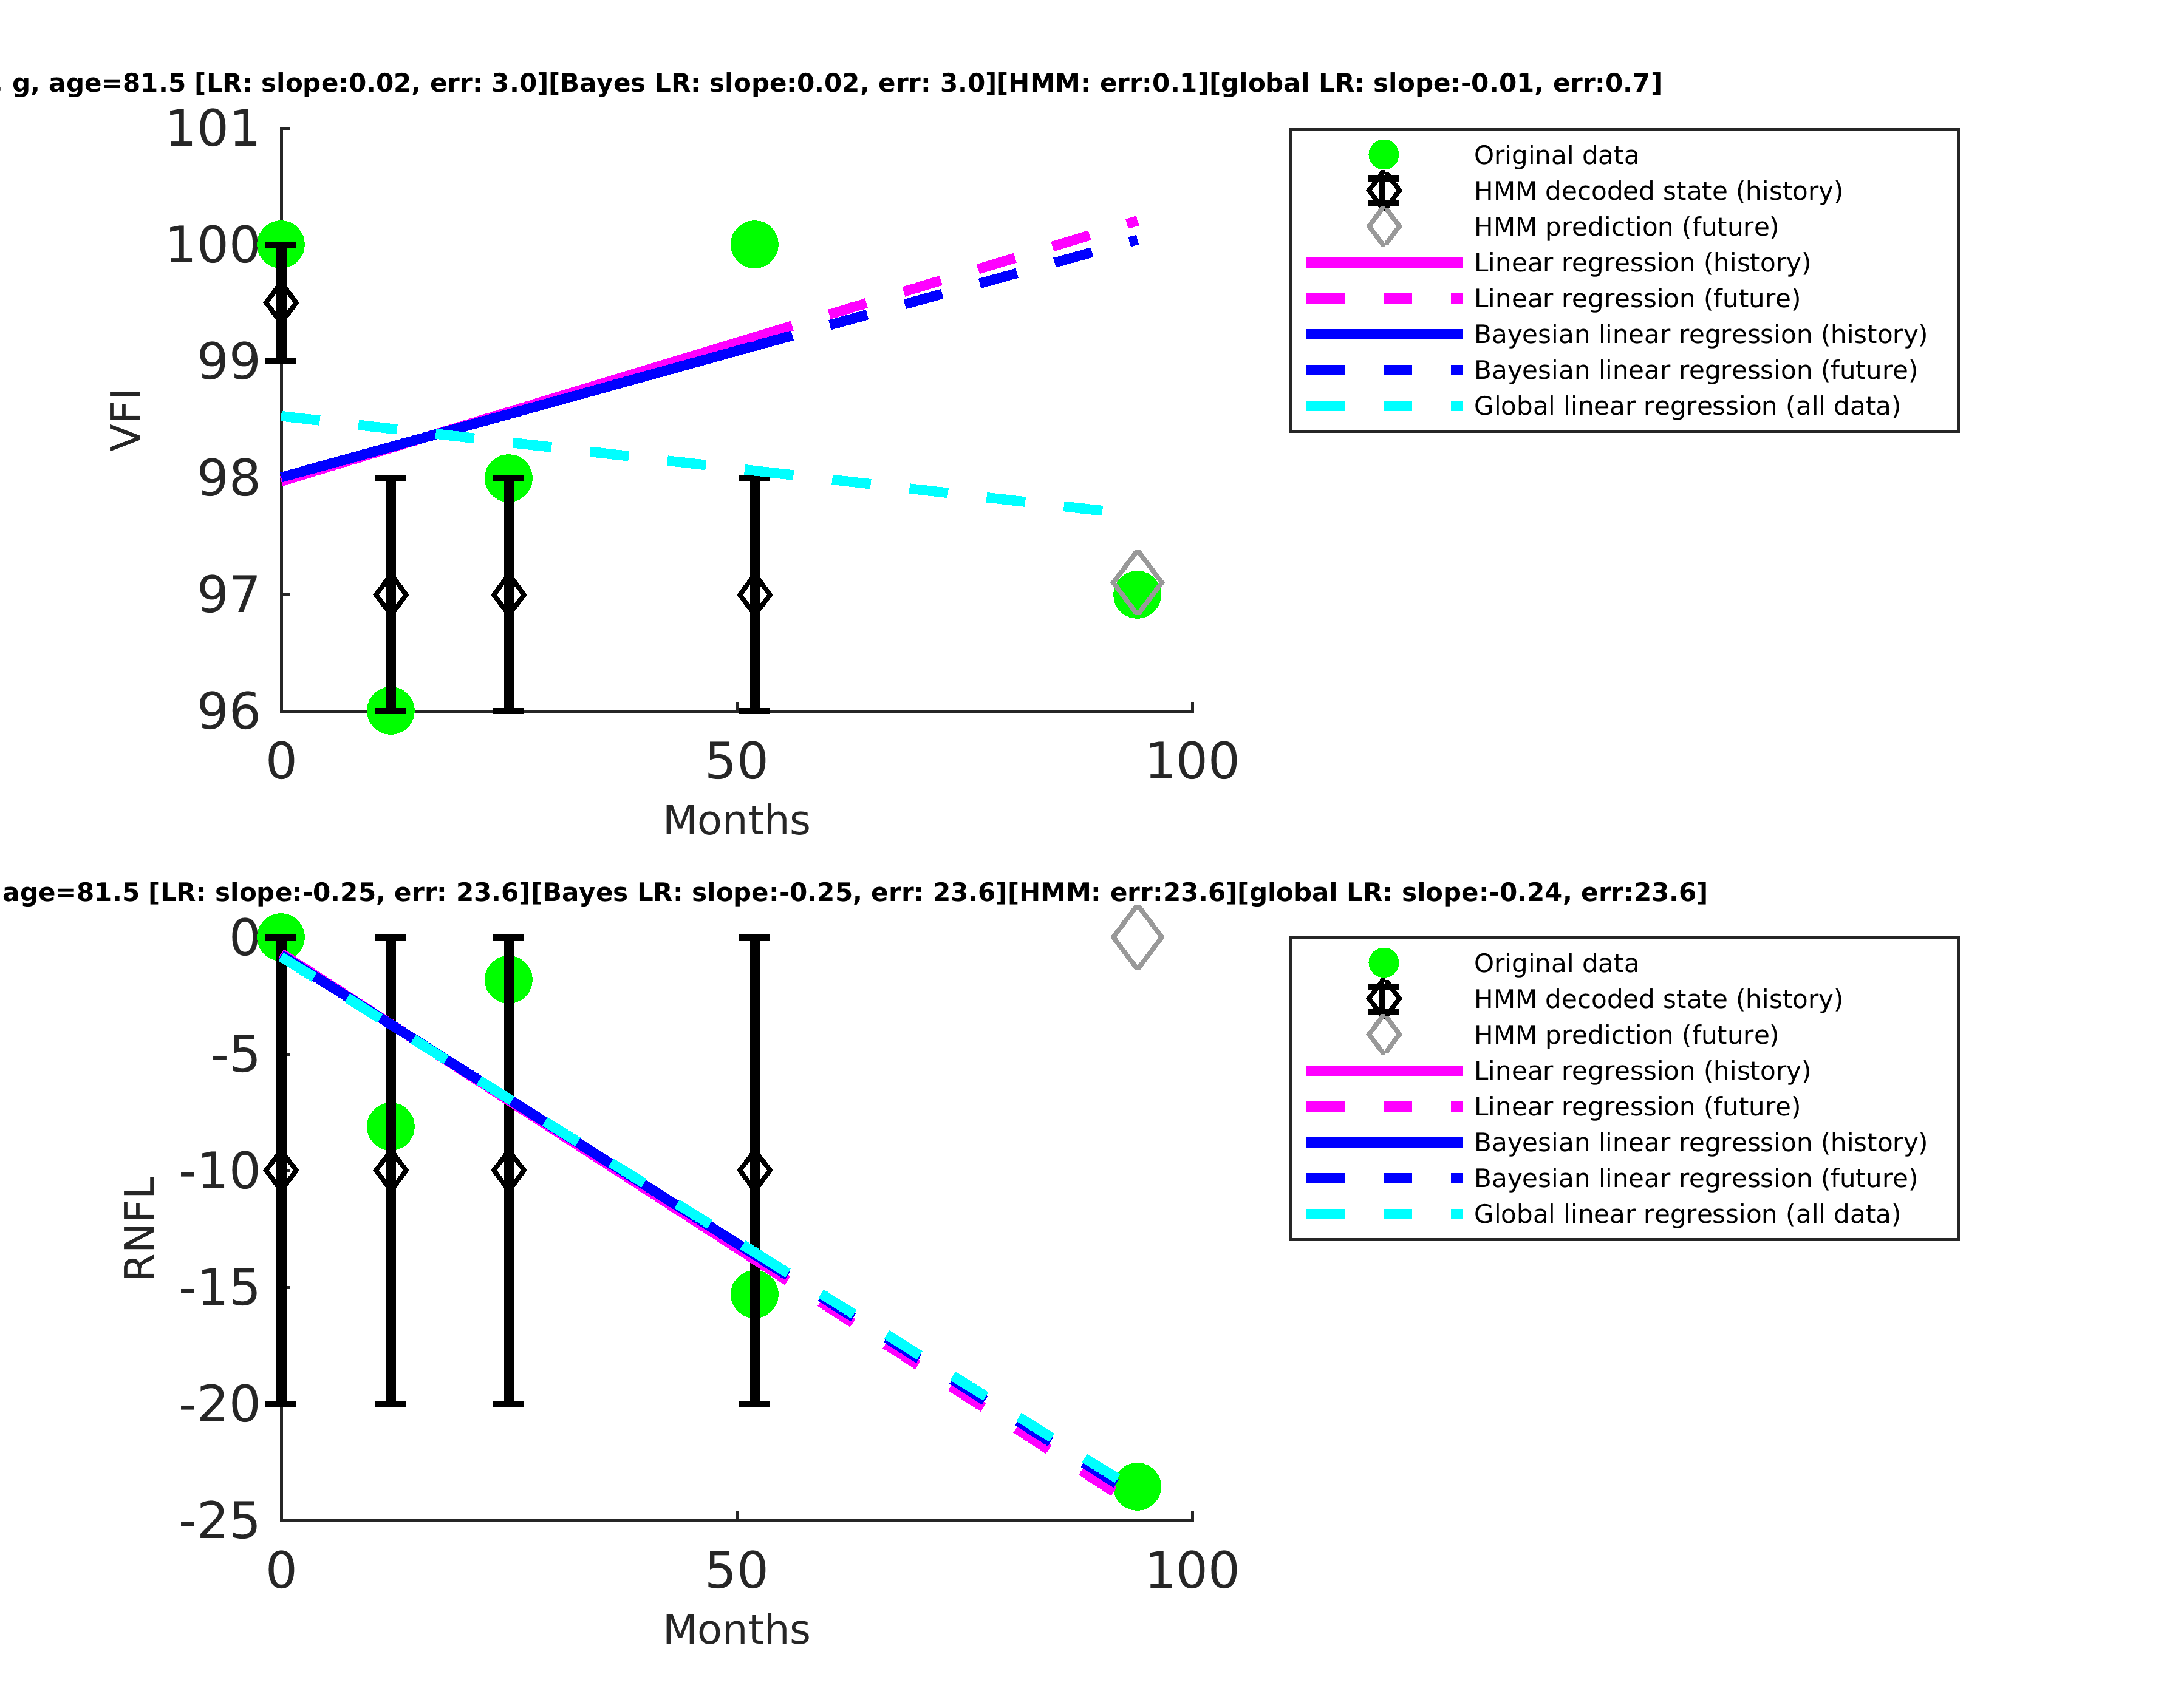 g, age=81.5 [LR: slope:0.02, err: 3.0][Bayes LR: slope:0.02, err: 3.0][HMM: err:0.1][global LR: slope:-0.01, err:0.7]
101
100
99
98
97
96
VFI
0 50 100
Months
Original data
HMM decoded state (history)
HMM prediction (future)
Linear regression (history)
Linear regression (future)
Bayesian linear regression (history)
Bayesian linear regression (future)
Global linear regression (all data)
age=81.5 [LR: slope:-0.25, err: 23.6][Bayes LR: slope:-0.25, err: 23.6][HMM: err:23.6][global LR: slope:-0.24, err:23.6]
0
-5
-10
-15
-20
-25
RNFL
0 50 100
Months
Original data
HMM decoded state (history)
HMM prediction (future)
Linear regression (history)
Linear regression (future)
Bayesian linear regression (history)
Bayesian linear regression (future)
Global linear regression (all data)